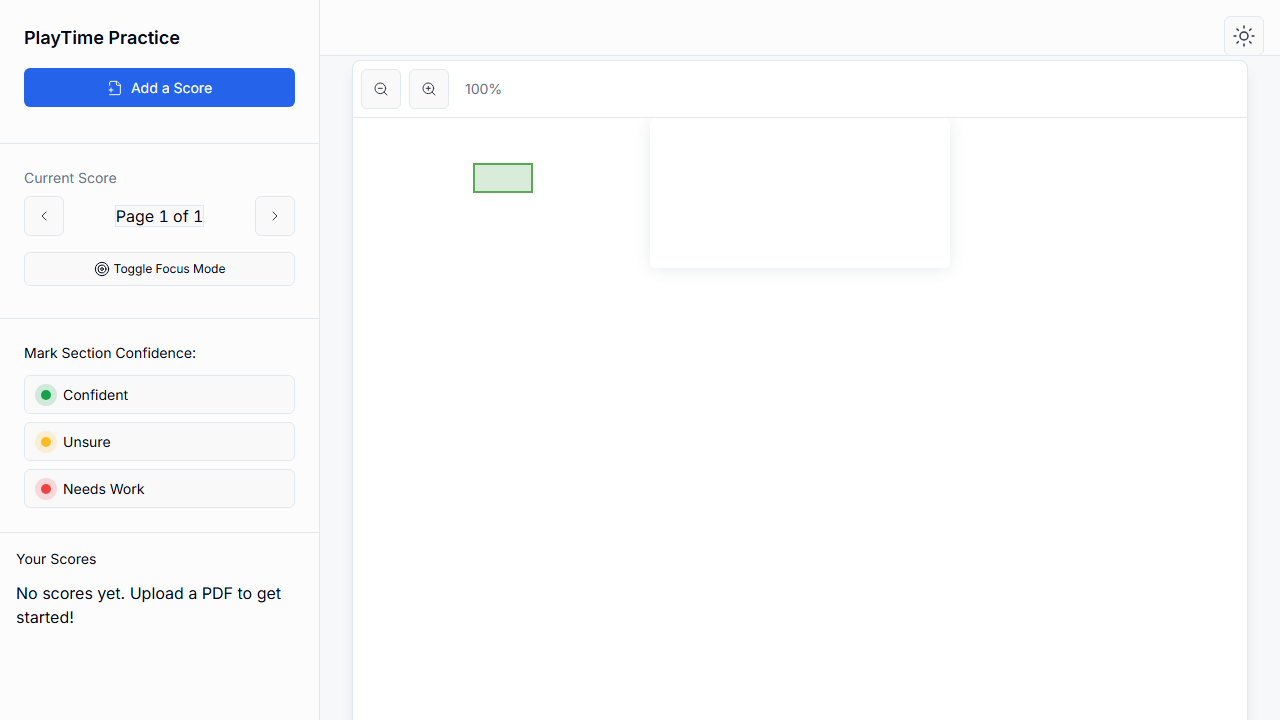 PlayTime Practice
Add a Score
100%
Current Score
Page 1 of 1
Toggle Focus Mode
Mark Section Confidence:
Confident
Unsure
Needs Work
Your Scores
No scores yet. Upload a PDF to get
started!